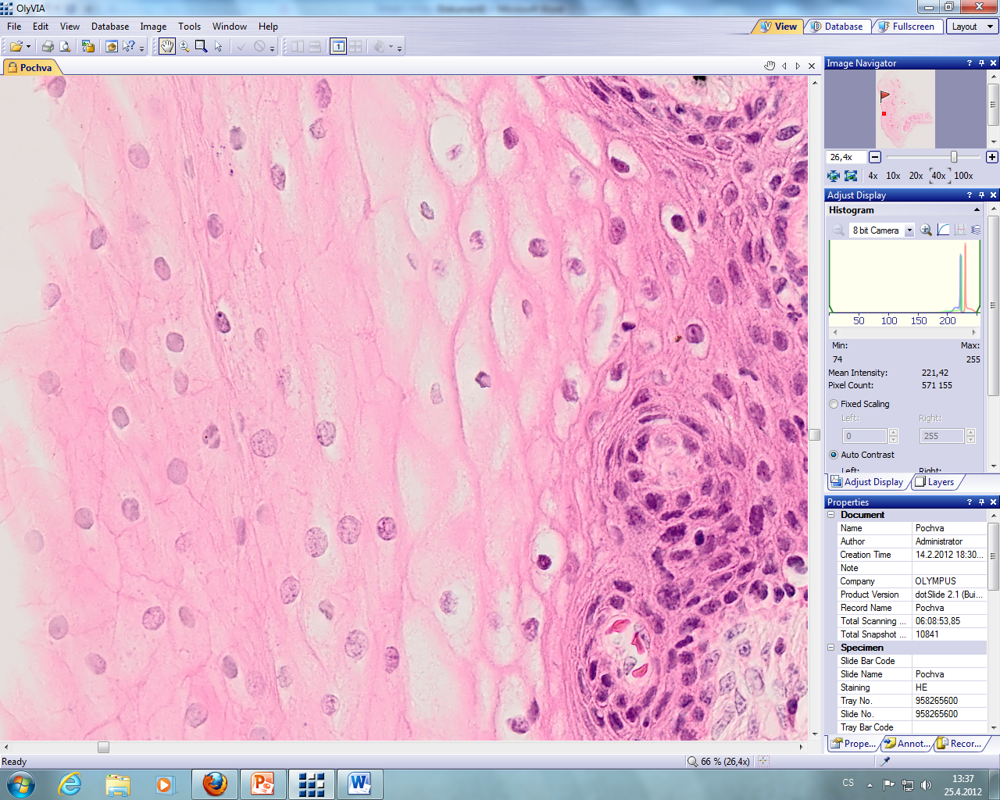 OlyVIA
File Edit View Database Image Tools Window Help
View Database Fullscreen Layout
1
Pochva
Image Navigator
26,4x
4x 10x 20x 40x 100x
Adjust Display
Histogram
8 bit Camera
50 100 150 200
Min: Max:
74 255
Mean Intensity: 221,42
Pixel Count: 571 155
Fixed Scaling
Left: Right:
0 255
Auto Contrast
Left: Right:
Adjust Display Layers
Properties
Document
Name Pochva
Author Administrator
Creation Time 14.2.2012 18:30...
Note
Company OLYMPUS
Product Version dotSlide 2.1 (Bui...
Record Name Pochva
Total Scanning ... 06:08:53,85
Total Snapshot ... 10841
Specimen
Slide Bar Code
Slide Name Pochva
Staining HE
Tray No. 958265600
Slide No. 958265600
Tray Bar Code
Prope... Annot... Recor...
Ready 66 % (26,4x)
CS 13:37
25.4.2012